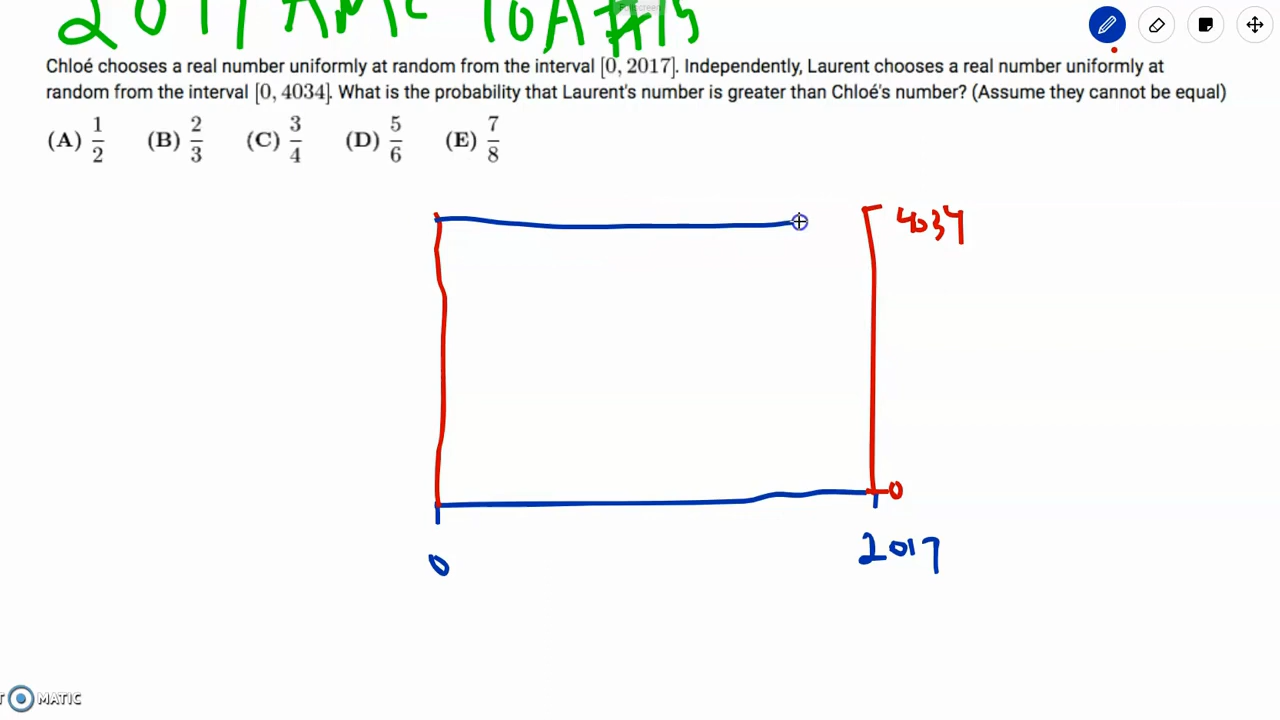 2017 AMC 10A #15
Chloé chooses a real number uniformly at random from the interval [0, 2017]. Independently, Laurent chooses a real number uniformly at
random from the interval [0, 4034]. What is the probability that Laurent's number is greater than Chloé's number? (Assume they cannot be equal)
(A) 1/2 (B) 2/3 (C) 3/4 (D) 5/6 (E) 7/8
4034
0
2017
0
MATIC